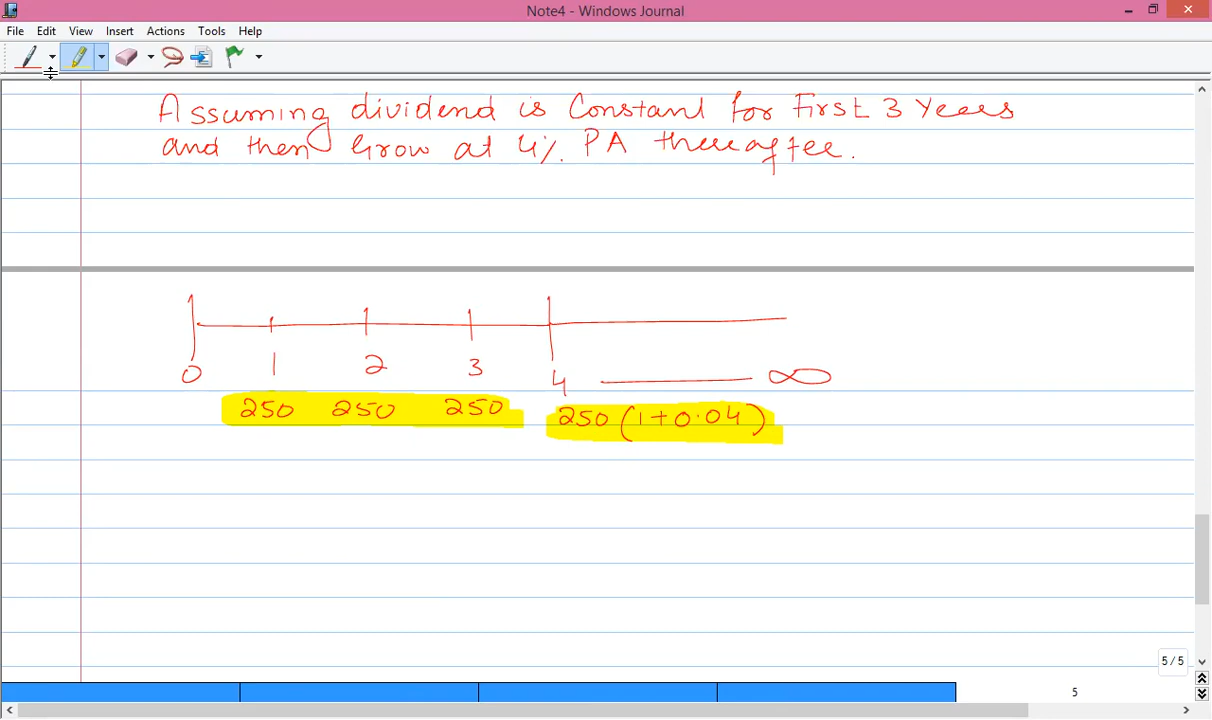 Note4 - Windows Journal
File Edit View Insert Actions Tools Help
Assuming dividend is Constant for First 3 Years
and then Grow at 4%. PA thereafter.
0 1 2 3 4 ∞
250 250 250 250 (1+0.04)
5 / 5
5